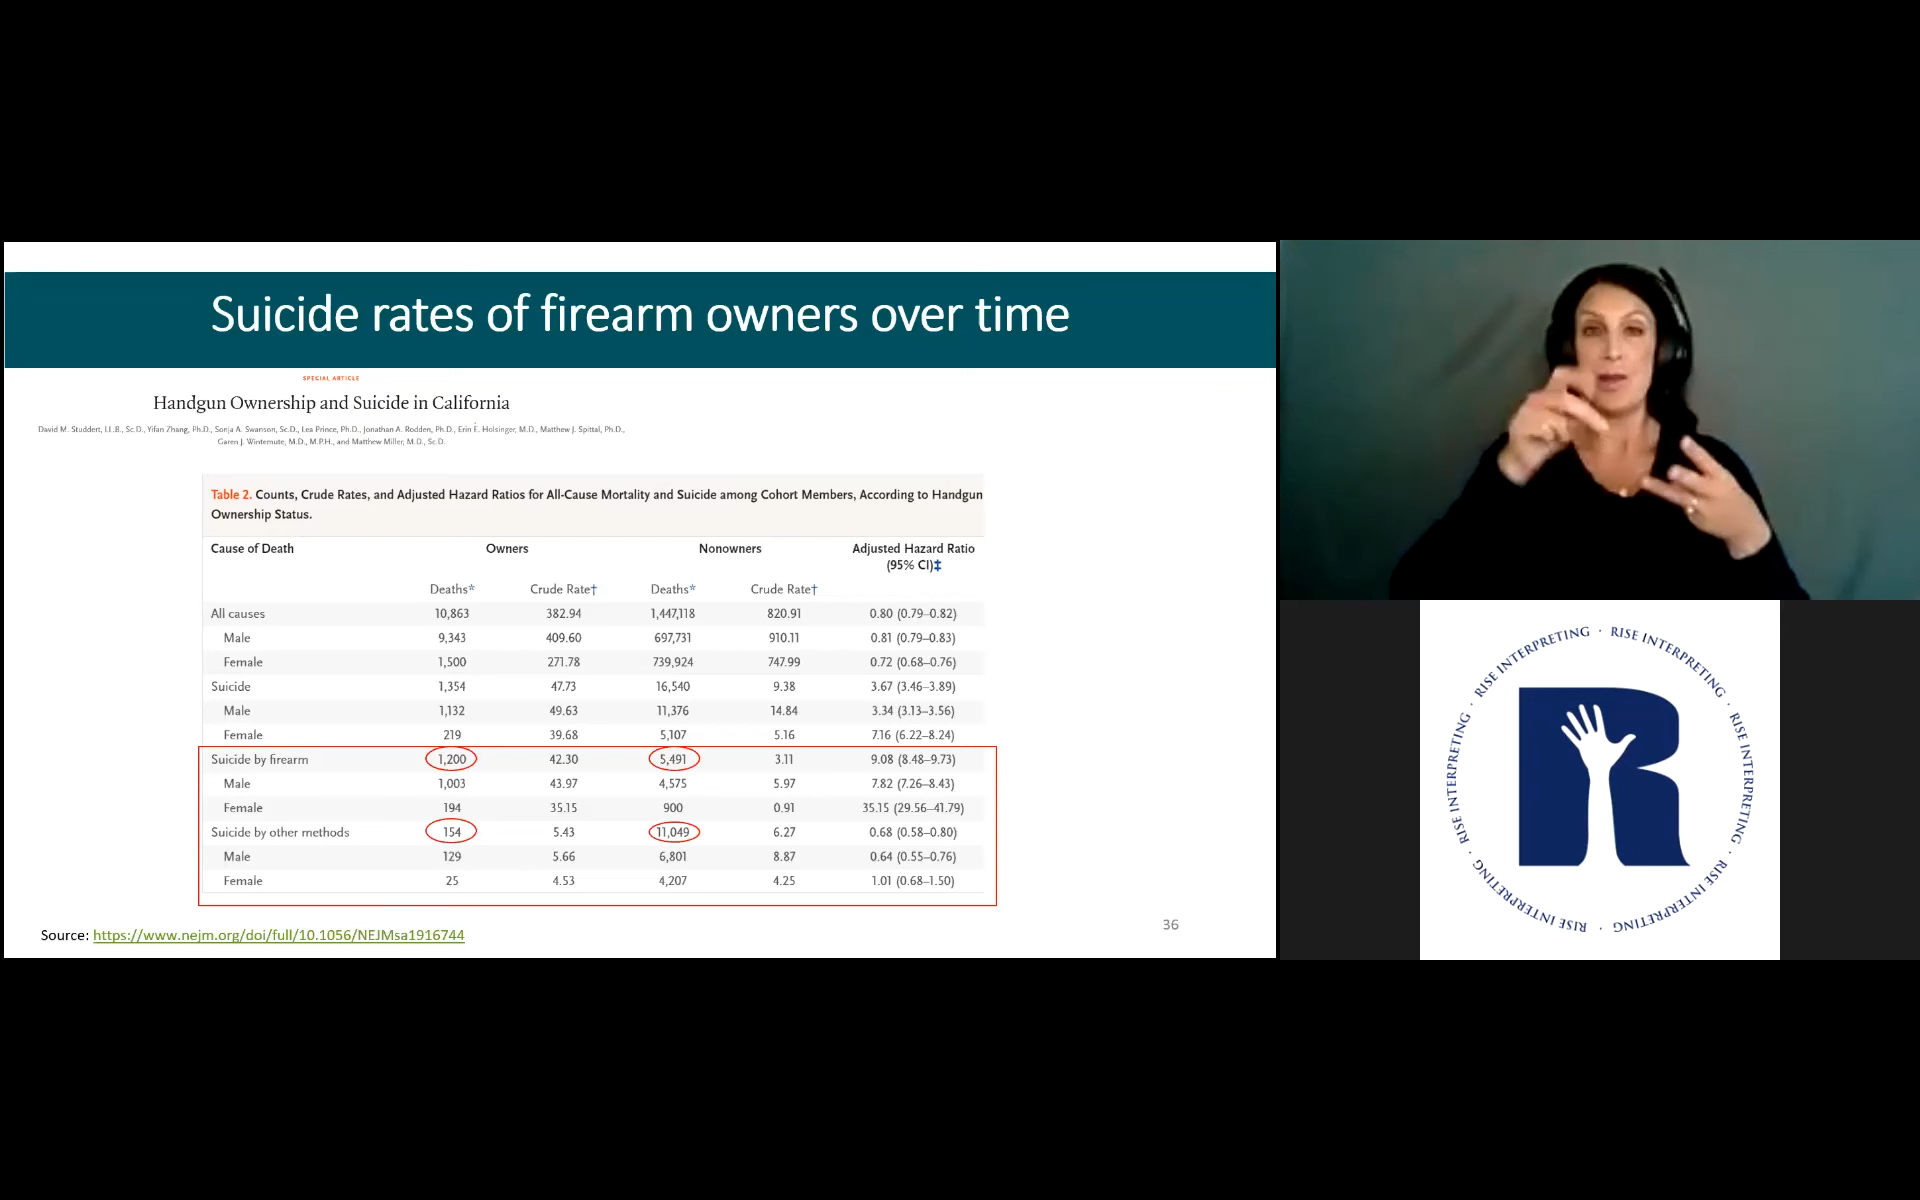 Suicide rates of firearm owners over time
SPECIAL ARTICLE
Handgun Ownership and Suicide in California
David M. Studdert, LL.B., Sc.D., Yifan Zhang, Ph.D., Sonja A. Swanson, Sc.D., Lea Prince, Ph.D., Jonathan A. Rodden, Ph.D., Erin E. Holsinger, M.D., Matthew J. Spittal, Ph.D.,
Garen J. Wintemute, M.D., M.P.H., and Matthew Miller, M.D., Sc.D.
Table 2. Counts, Crude Rates, and Adjusted Hazard Ratios for All-Cause Mortality and Suicide among Cohort Members, According to Handgun
Ownership Status.
Cause of Death Owners Nonowners Adjusted Hazard Ratio
(95% CI)‡
Deaths* Crude Rate† Deaths* Crude Rate†
All causes 10,863 382.94 1,447,118 820.91 0.80 (0.79–0.82)
Male 9,343 409.60 697,731 910.11 0.81 (0.79–0.83)
Female 1,500 271.78 739,924 747.99 0.72 (0.68–0.76)
Suicide 1,354 47.73 16,540 9.38 3.67 (3.46–3.89)
Male 1,132 49.63 11,376 14.84 3.34 (3.13–3.56)
Female 219 39.68 5,107 5.16 7.16 (6.22–8.24)
Suicide by firearm 1,200 42.30 5,491 3.11 9.08 (8.48–9.73)
Male 1,003 43.97 4,575 5.97 7.82 (7.26–8.43)
Female 194 35.15 900 0.91 35.15 (29.56–41.79)
Suicide by other methods 154 5.43 11,049 6.27 0.68 (0.58–0.80)
Male 129 5.66 6,801 8.87 0.64 (0.55–0.76)
Female 25 4.53 4,207 4.25 1.01 (0.68–1.50)
Source: https://www.nejm.org/doi/full/10.1056/NEJMsa1916744
36
RISE INTERPRETING · RISE INTERPRETING · RISE INTERPRETING · RISE INTERPRETING · RISE INTERPRETING · RISE INTERPRETING ·
R